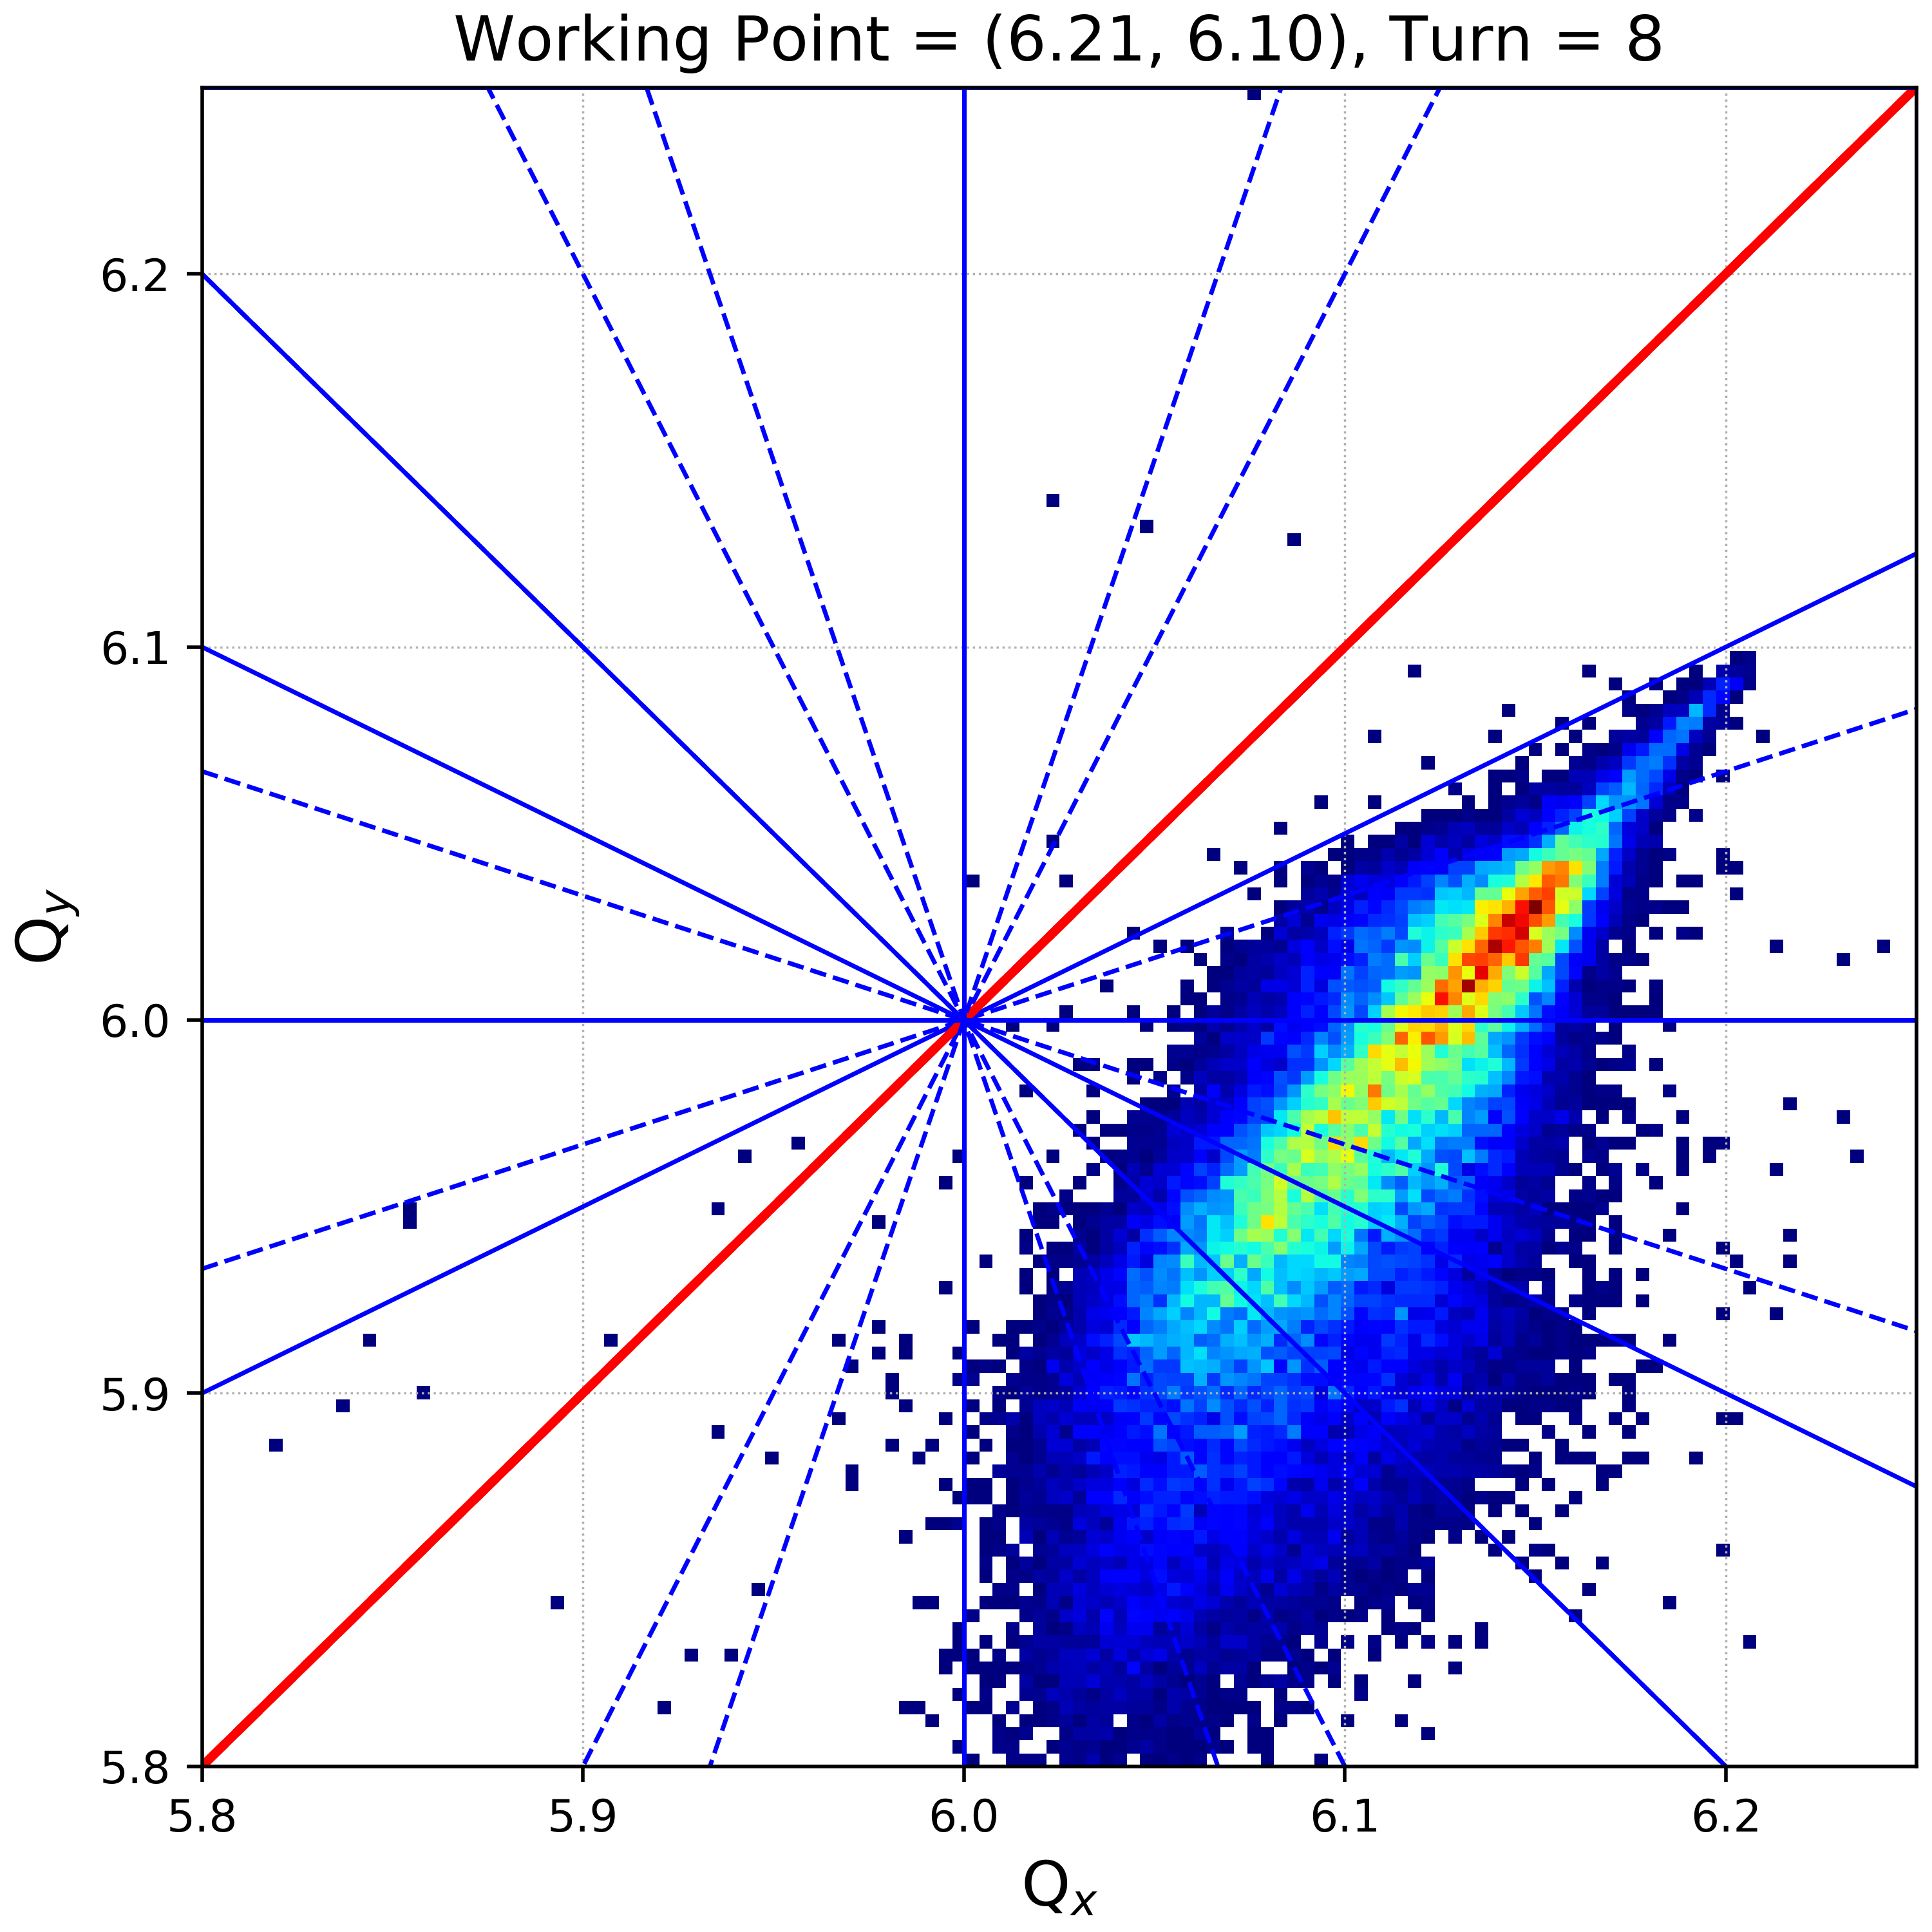 Working Point = (6.21, 6.10), Turn = 8
6.2
6.1
6.0
5.9
5.8
Qy
5.8 5.9 6.0 6.1 6.2
Qx